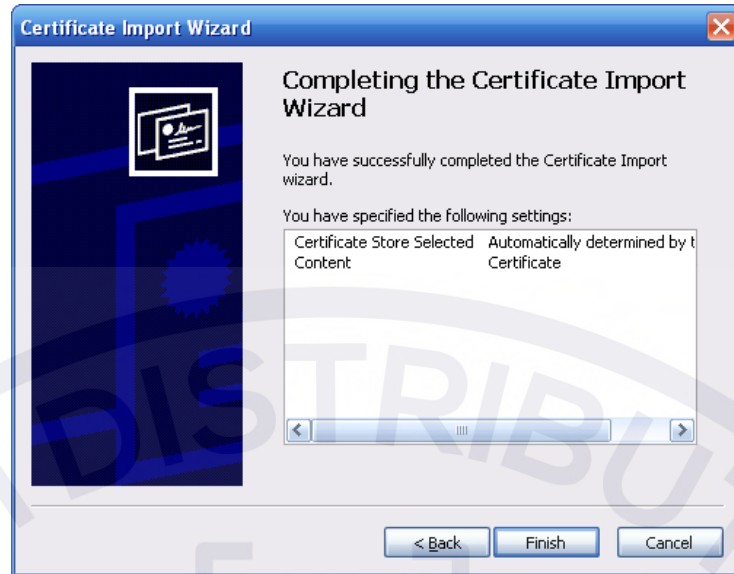 Certificate Import Wizard
Completing the Certificate Import
Wizard
You have successfully completed the Certificate Import
wizard.
You have specified the following settings:
Certificate Store Selected Automatically determined by t
Content Certificate
DISTRIBU
< Back Finish Cancel